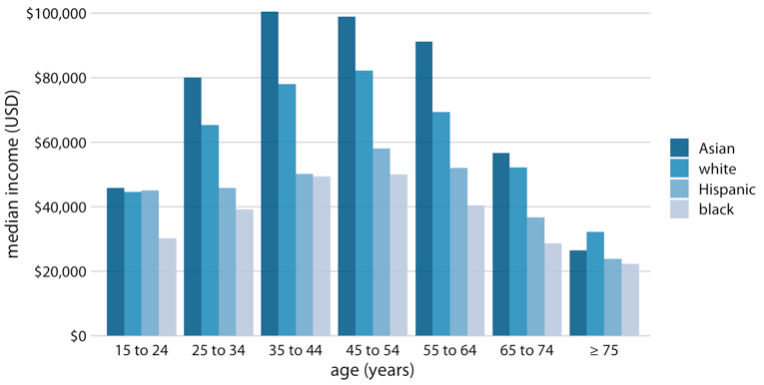 $100,000
$80,000
$60,000
$40,000
$20,000
$0
median income (USD)
15 to 24 25 to 34 35 to 44 45 to 54 55 to 64 65 to 74 ≥ 75
age (years)
Asian
white
Hispanic
black